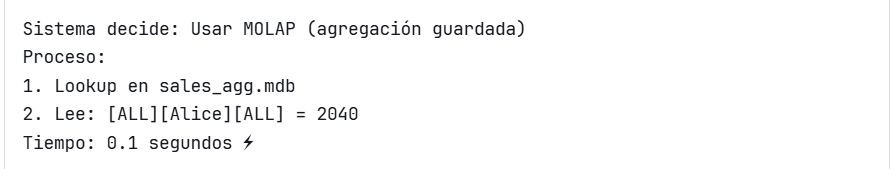 Sistema decide: Usar MOLAP (agregación guardada)
Proceso:
1. Lookup en sales_agg.mdb
2. Lee: [ALL][Alice][ALL] = 2040
Tiempo: 0.1 segundos ⚡